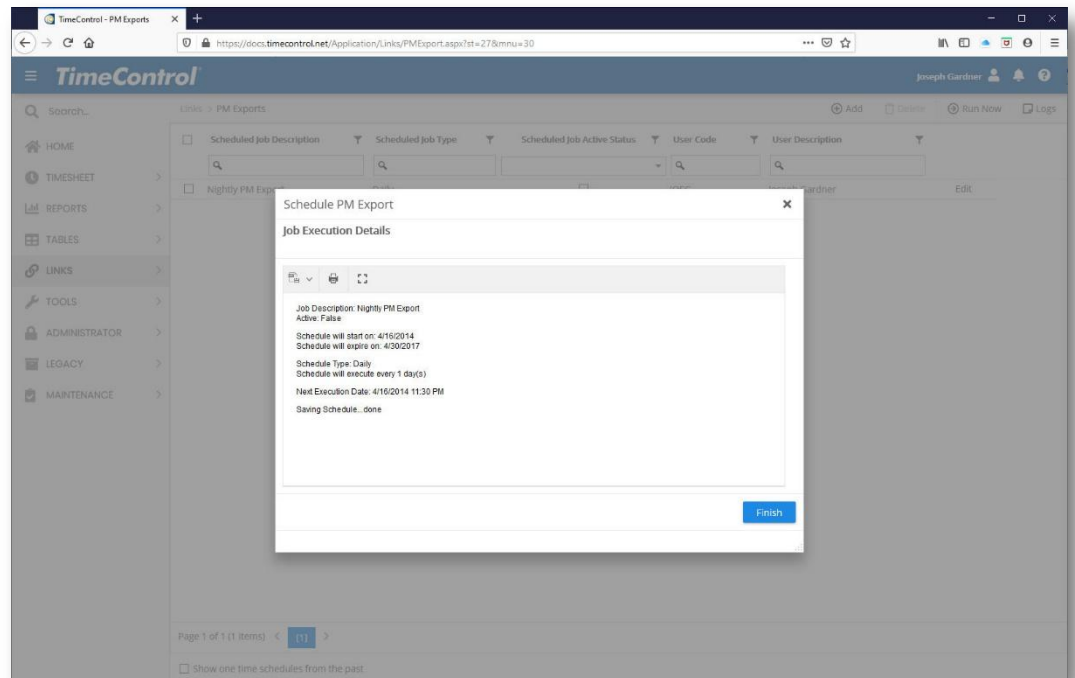 TimeControl - PM Exports
https://docs.timecontrol.net/Application/Links/PMExport.aspx?st=27&mnu=30
TimeControl
Joseph Gardner
Search...
Links > PM Exports
Add
Delete
Run Now
Logs
HOME
TIMESHEET
REPORTS
TABLES
LINKS
TOOLS
ADMINISTRATOR
LEGACY
MAINTENANCE
Scheduled Job Description
Scheduled Job Type
Scheduled Job Active Status
User Code
User Description
Nightly PM Export
Daily
Joseph Gardner
Edit
Schedule PM Export
Job Execution Details
Job Description: Nightly PM Export
Active: False
Schedule will start on: 4/16/2014
Schedule will expire on: 4/30/2017
Schedule Type: Daily
Schedule will execute every 1 day(s)
Next Execution Date: 4/16/2014 11:30 PM
Saving Schedule...done
Finish
Page 1 of 1 (1 items)
[1]
Show one time schedules from the past